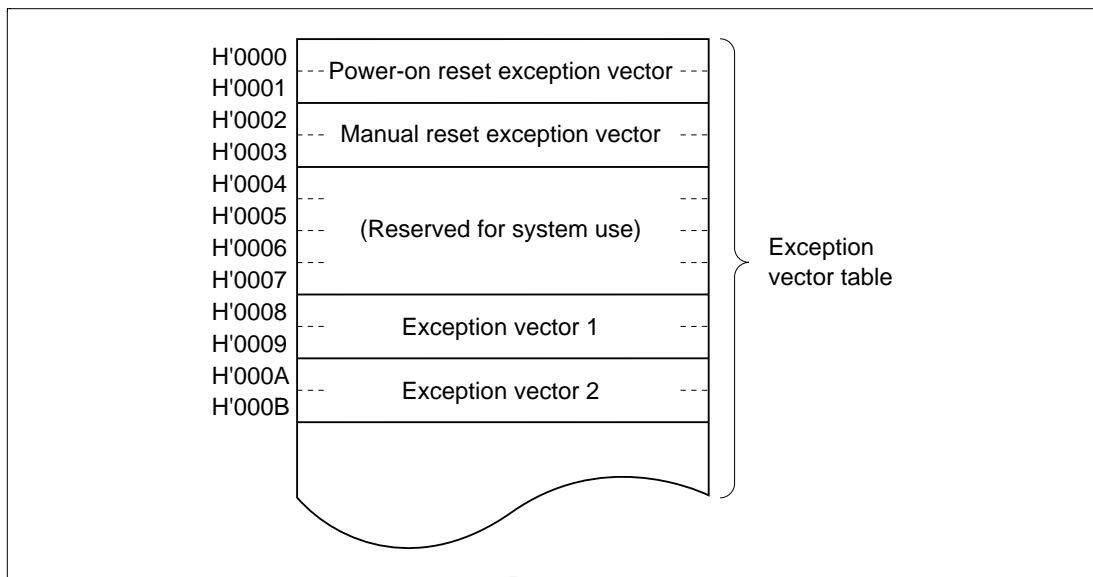 H'0000
Power-on reset exception vector
H'0001
H'0002
Manual reset exception vector
H'0003
H'0004
H'0005
(Reserved for system use)
H'0006
H'0007
H'0008
Exception vector 1
H'0009
H'000A
Exception vector 2
H'000B
Exception
vector table